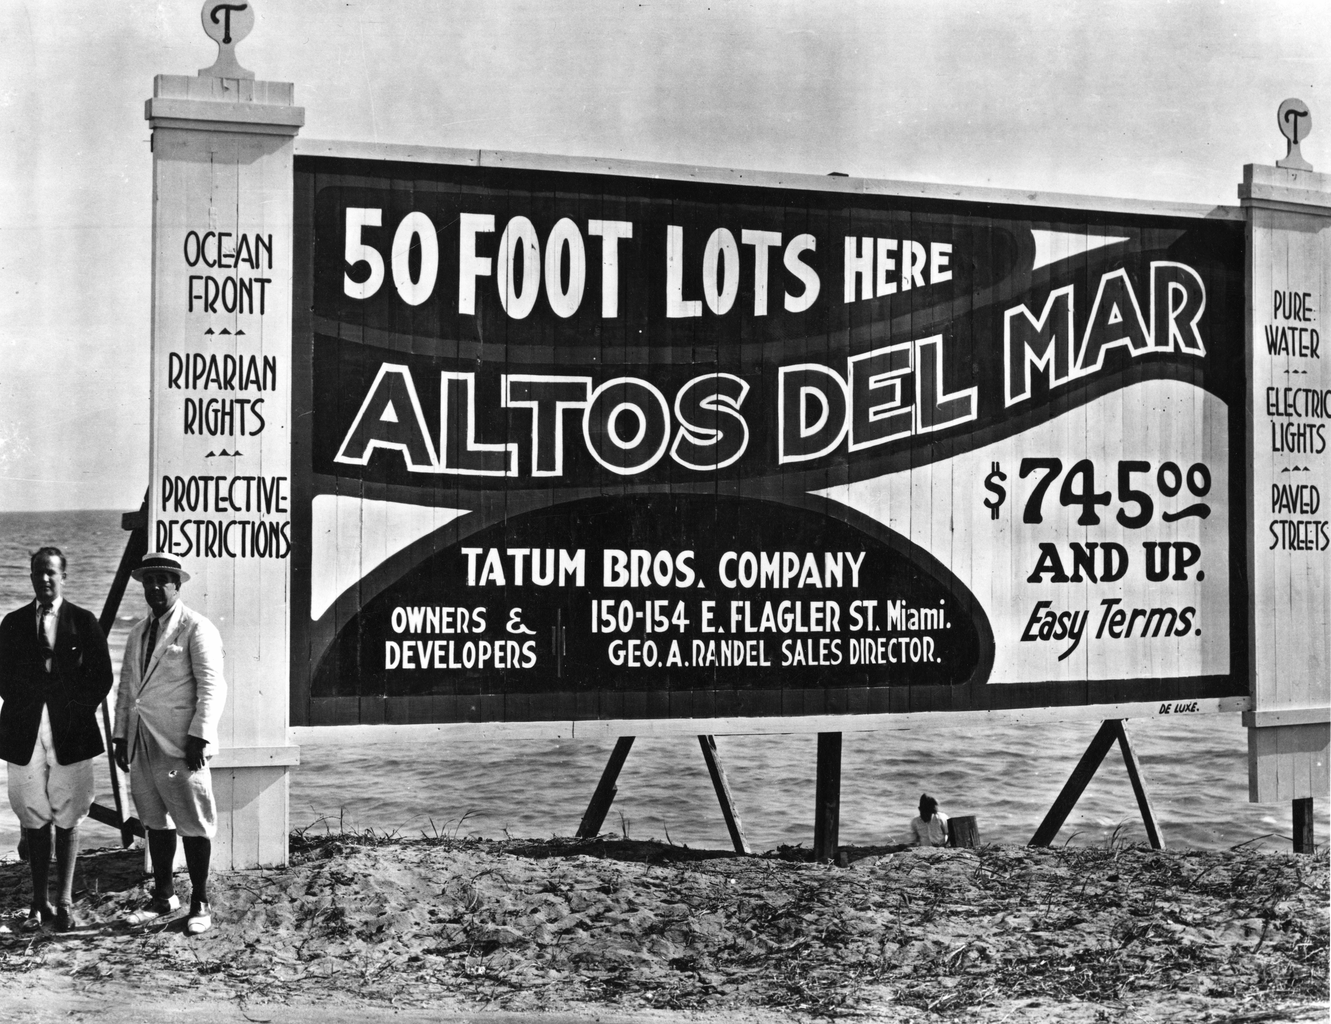 T
OCEAN
FRONT
RIPARIAN
RIGHTS
PROTECTIVE
RESTRICTIONS
50 FOOT LOTS HERE
ALTOS DEL MAR
TATUM BROS. COMPANY
OWNERS &
DEVELOPERS
150-154 E. FLAGLER ST. Miami.
GEO. A. RANDEL SALES DIRECTOR.
$745.00
AND UP.
Easy Terms.
DE LUXE.
T
PURE
WATER
ELECTRIC
LIGHTS
PAVED
STREETS